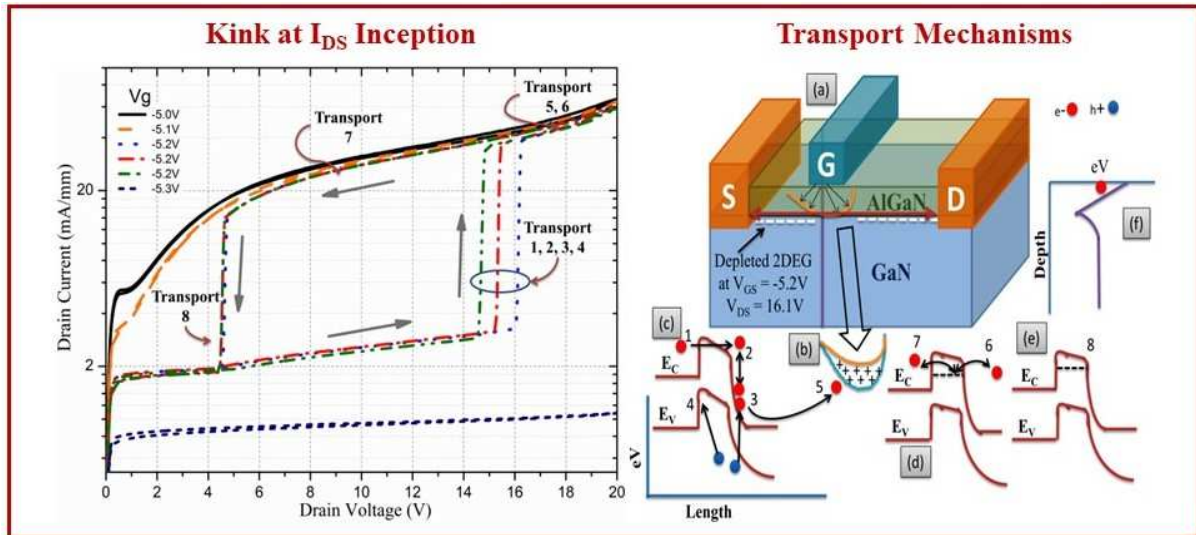 Kink at IDS Inception
Vg
-5.0V
-5.1V
-5.2V
-5.2V
-5.2V
-5.3V
Transport
7
Transport
5, 6
Transport
1, 2, 3, 4
Transport
8
20
2
0 2 4 6 8 10 12 14 16 18 20
Drain Current (mA/mm)
Drain Voltage (V)
Transport Mechanisms
(a)
e- h+
S
G
D
AlGaN
GaN
Depleted 2DEG
at VGS = -5.2V
VDS = 16.1V
eV
Depth
(f)
(c)
1
2
3
4
EC
EV
eV
Length
(b)
+++++
++++
5
7
6
EC
EV
(d)
(e)
8
EC
EV